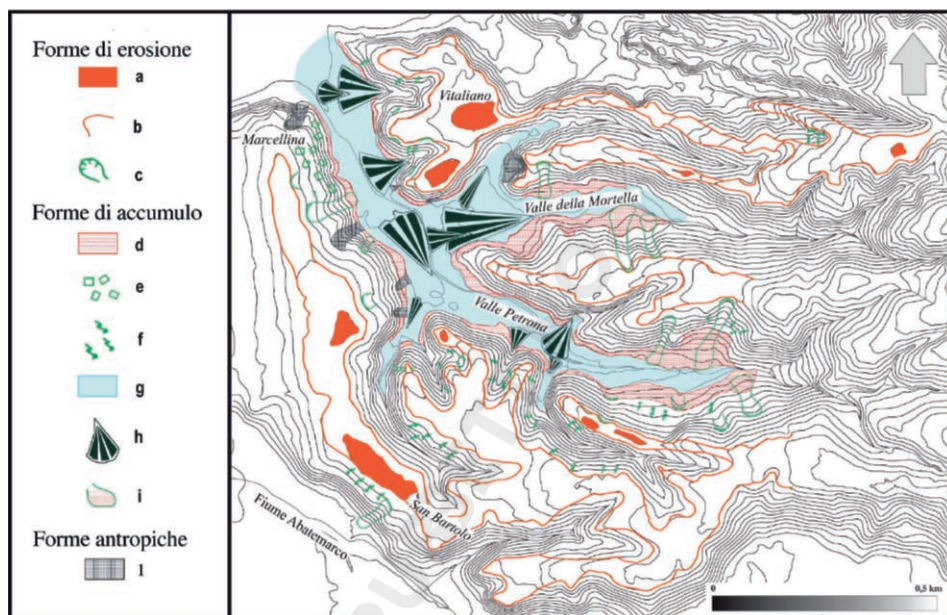 Forme di erosione
a
b
c
Forme di accumulo
d
e
f
g
h
i
Forme antropiche
l
Vitaliano
Marcellina
Valle della Mortella
Valle Petrona
San Bartolo
Fiume Abatemarco
0
0,5 km